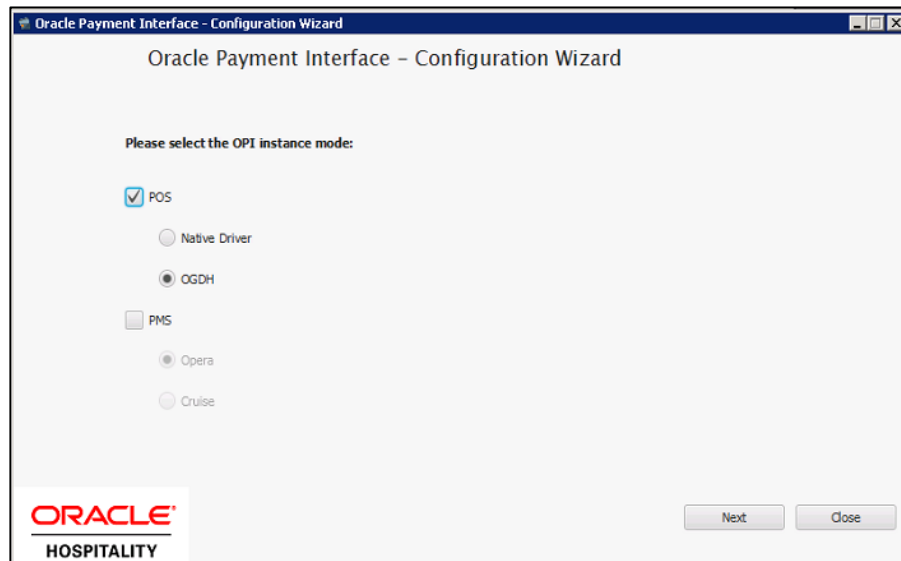 Oracle Payment Interface - Configuration Wizard
Oracle Payment Interface – Configuration Wizard
Please select the OPI instance mode:
POS
Native Driver
OGDH
PMS
Opera
Cruise
ORACLE
HOSPITALITY
Next Close